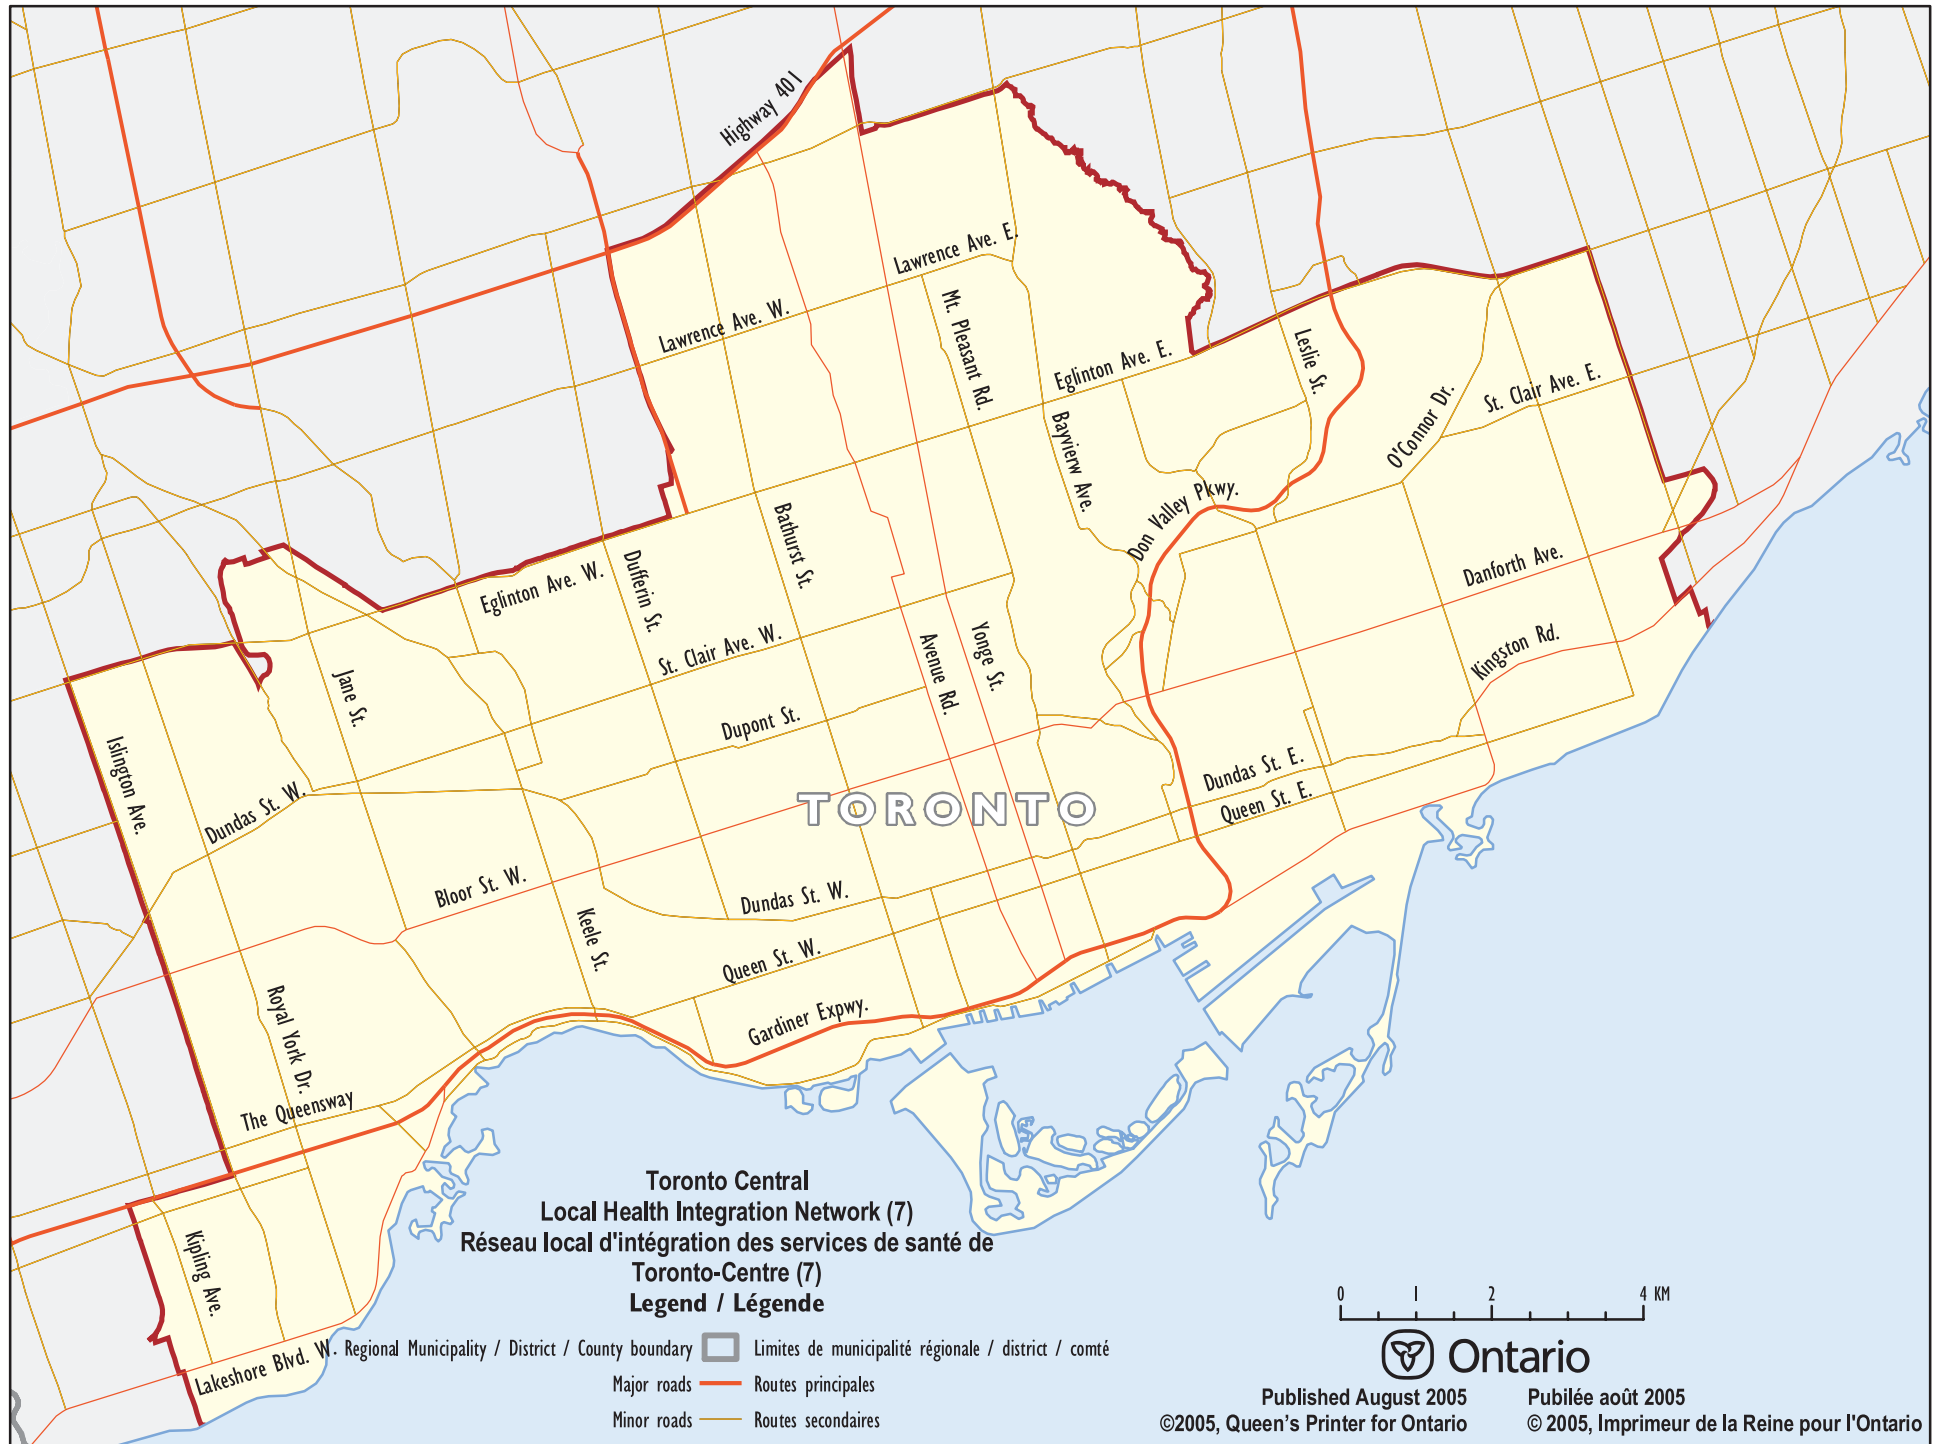 Highway 401
Lawrence Ave. E.
Lawrence Ave. W.
Mt. Pleasant Rd.
Eglinton Ave. E.
Leslie St.
St. Clair Ave. E.
O'Connor Dr.
Bayvierw Ave.
Don Valley Pkwy.
Bathurst St.
Dufferin St.
Eglinton Ave. W.
Danforth Ave.
St. Clair Ave. W.
Yonge St.
Avenue Rd.
Kingston Rd.
Jane St.
Dupont St.
Islington Ave.
Dundas St. W.
Dundas St. E.
Queen St. E.
TORONTO
Bloor St. W.
Dundas St. W.
Keele St.
Queen St. W.
Royal York Dr.
Gardiner Expwy.
The Queensway
Kipling Ave.
Lakeshore Blvd. W.
Toronto Central
Local Health Integration Network (7)
Réseau local d'intégration des services de santé de
Toronto-Centre (7)
Legend / Légende
Regional Municipality / District / County boundary Limites de municipalité régionale / district / comté
Major roads Routes principales
Minor roads Routes secondaires
0 1 2 4 KM
Ontario
Published August 2005 Pubilée août 2005
©2005, Queen's Printer for Ontario © 2005, Imprimeur de la Reine pour l'Ontario